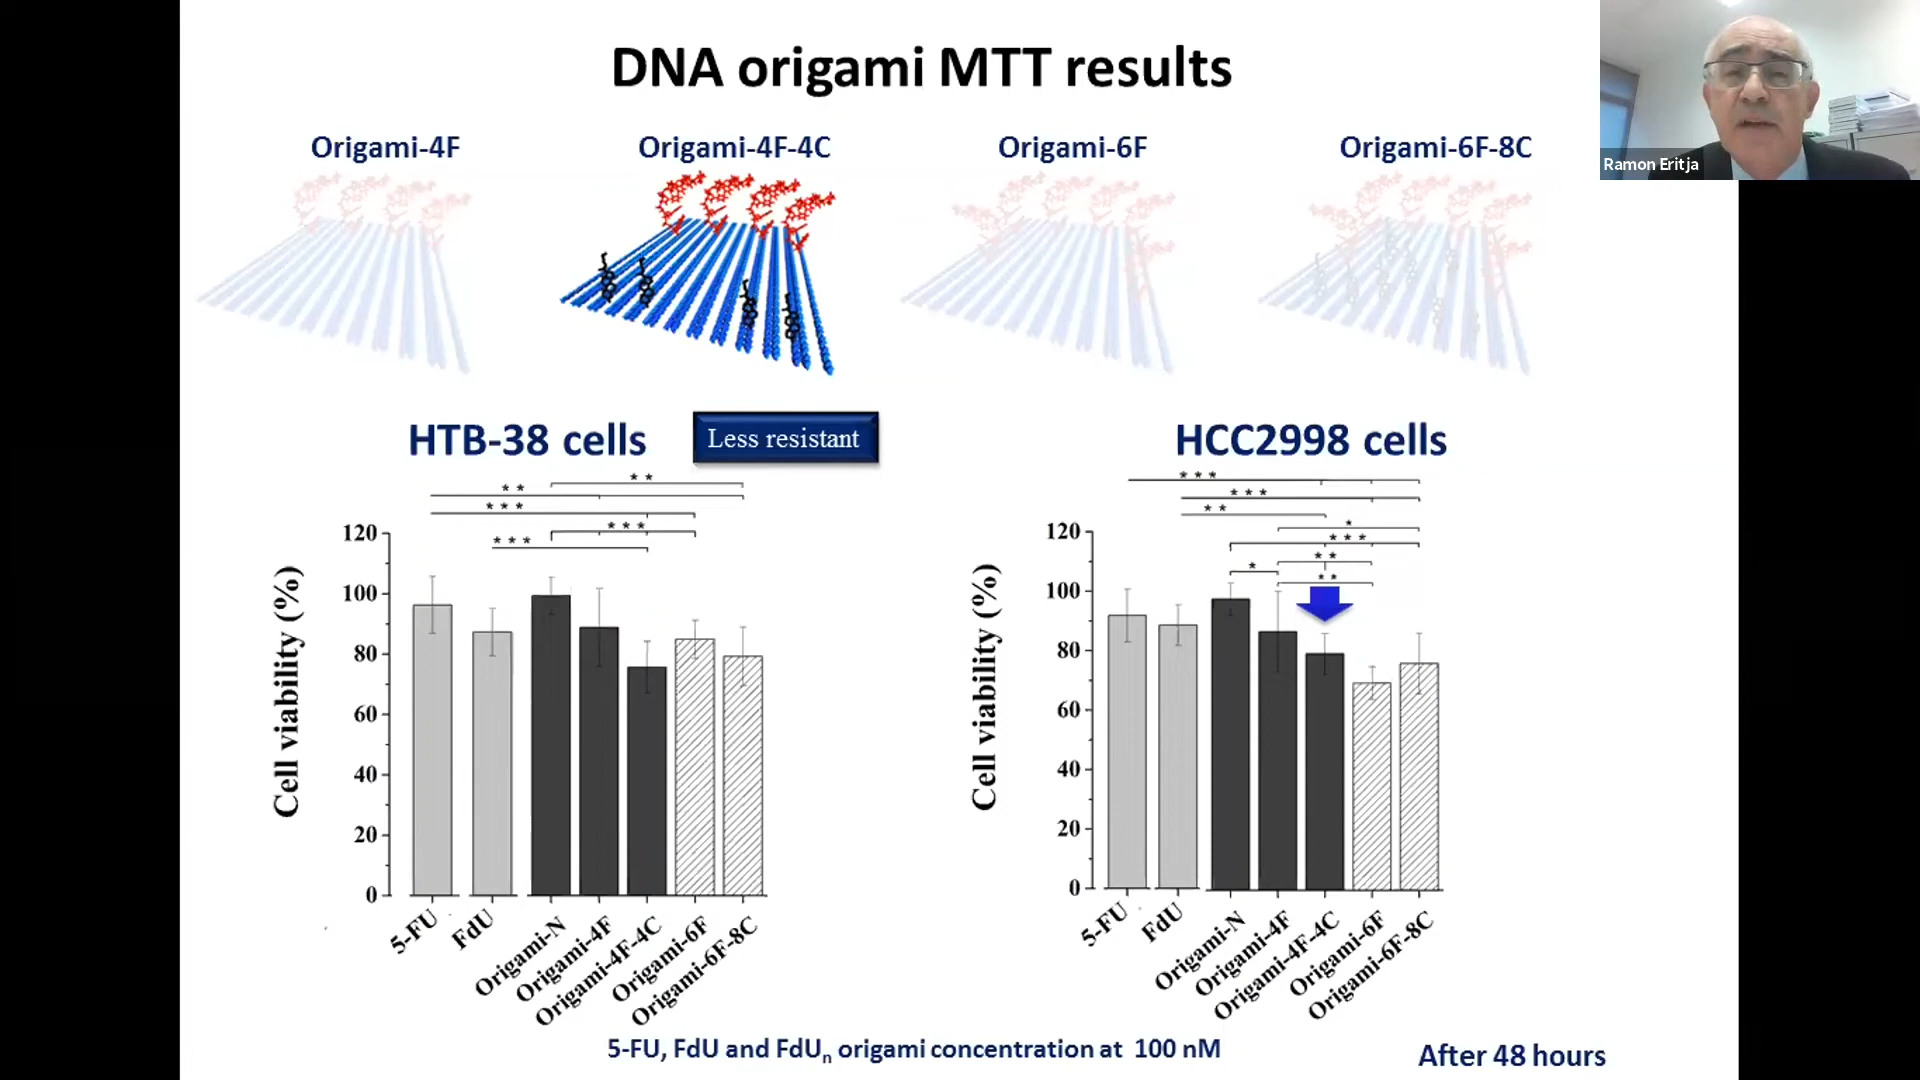 DNA origami MTT results
Ramon Eritja
Origami-4F
Origami-4F-4C
Origami-6F
Origami-6F-8C
HTB-38 cells
Less resistant
HCC2998 cells
* *
* *
* * *
* * *
* * *
Cell viability (%)
120
100
80
60
40
20
0
5-FU
FdU
Origami-N
Origami-4F
Origami-4F-4C
Origami-6F
Origami-6F-8C
* * *
* * *
* *
*
* * *
* *
*
* *
Cell viability (%)
120
100
80
60
40
20
0
5-FU
FdU
Origami-N
Origami-4F
Origami-4F-4C
Origami-6F
Origami-6F-8C
5-FU, FdU and FdUn origami concentration at 100 nM
After 48 hours